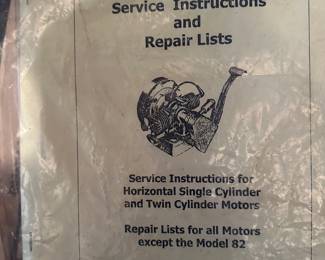 Service Instructions
and
Repair Lists
Service Instructions for
Horizontal Single Cylinder
and Twin Cylinder Motors
Repair Lists for all Motors
except the Model 82